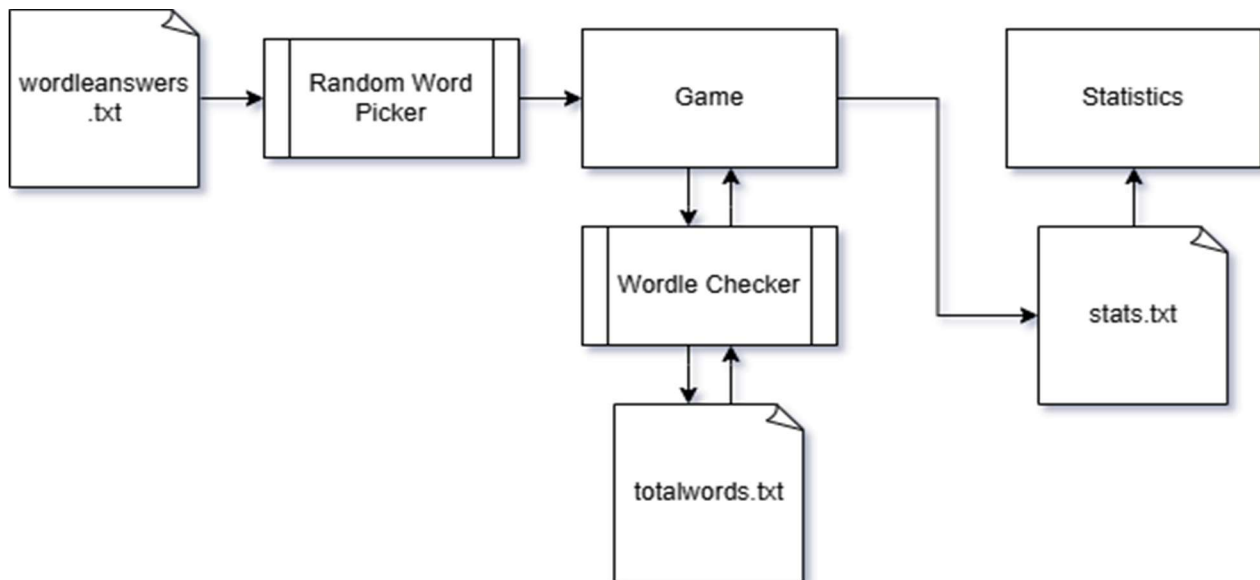 wordleanswers
.txt
Random Word
Picker
Game
Statistics
Wordle Checker
stats.txt
totalwords.txt